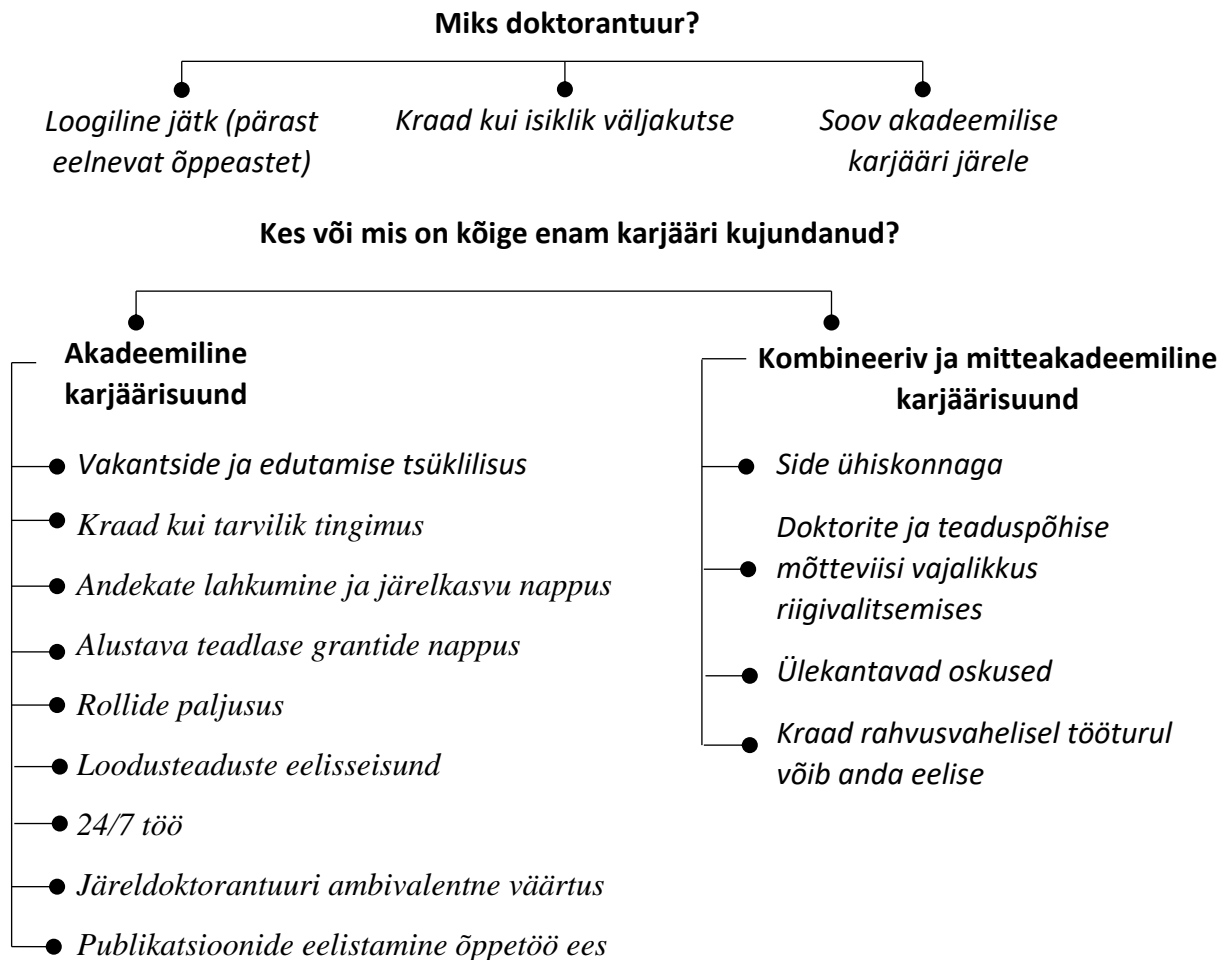 Miks doktorantuur?
Loogiline jätk (pärast
eelnevat õppeastet)
Kraad kui isiklik väljakutse
Soov akadeemilise
karjääri järele
Kes või mis on kõige enam karjääri kujundanud?
Akadeemiline
karjäärisuund
Vakantside ja edutamise tsüklilisus
Kraad kui tarvilik tingimus
Andekate lahkumine ja järelkasvu nappus
Alustava teadlase grantide nappus
Rollide paljusus
Loodusteaduste eelisseisund
24/7 töö
Järeldoktorantuuri ambivalentne väärtus
Publikatsioonide eelistamine õppetöö ees
Kombineeriv ja mitteakadeemiline
karjäärisuund
Side ühiskonnaga
Doktorite ja teaduspõhise
mõtteviisi vajalikkus
riigivalitsemises
Ülekantavad oskused
Kraad rahvusvahelisel tööturul
võib anda eelise